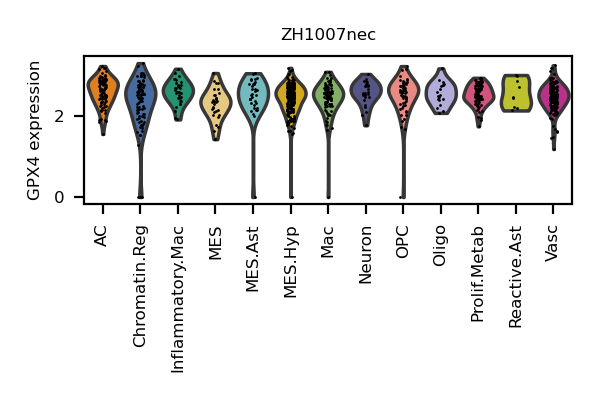 ZH1007nec
GPX4 expression
2
0
AC
Chromatin.Reg
Inflammatory.Mac
MES
MES.Ast
MES.Hyp
Mac
Neuron
OPC
Oligo
Prolif.Metab
Reactive.Ast
Vasc